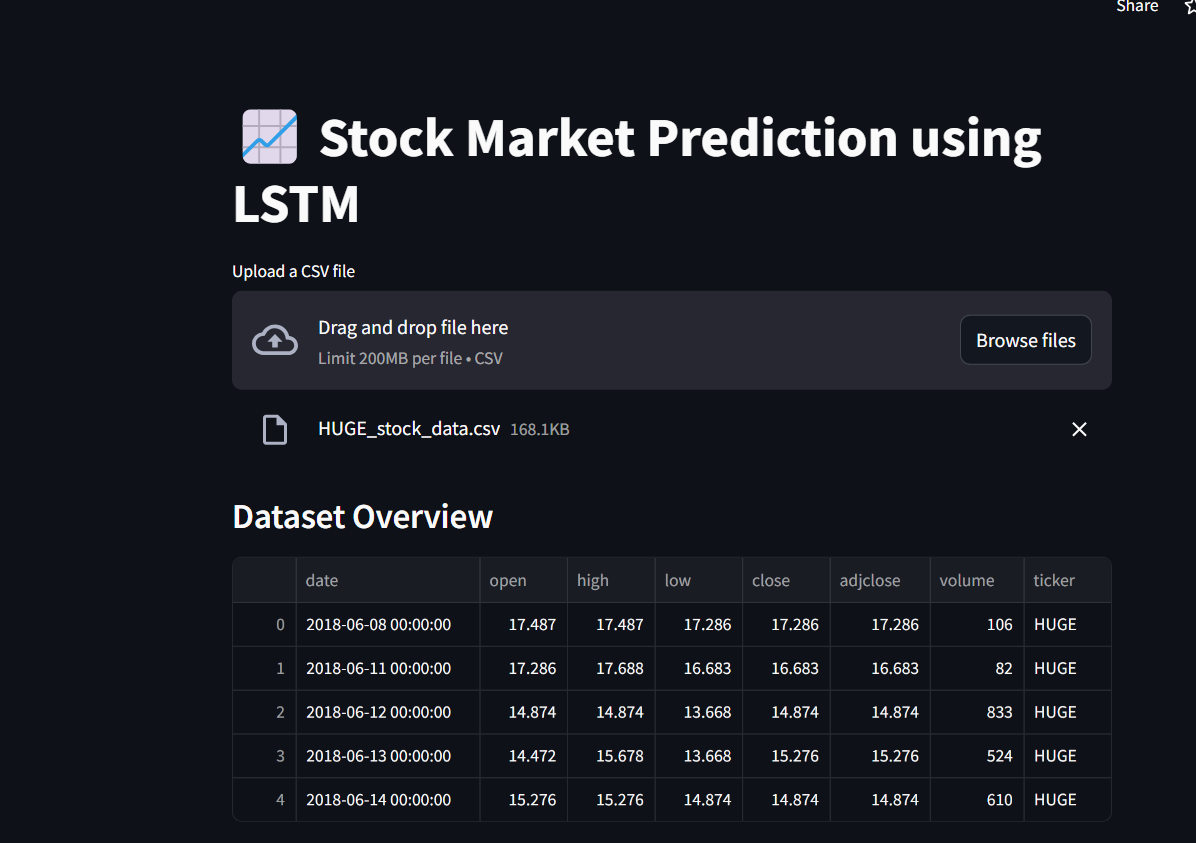 Share
Stock Market Prediction using
LSTM
Upload a CSV file
Drag and drop file here
Limit 200MB per file • CSV
Browse files
HUGE_stock_data.csv 168.1KB
Dataset Overview
date open high low close adjclose volume ticker
0 2018-06-08 00:00:00 17.487 17.487 17.286 17.286 17.286 106 HUGE
1 2018-06-11 00:00:00 17.286 17.688 16.683 16.683 16.683 82 HUGE
2 2018-06-12 00:00:00 14.874 14.874 13.668 14.874 14.874 833 HUGE
3 2018-06-13 00:00:00 14.472 15.678 13.668 15.276 15.276 524 HUGE
4 2018-06-14 00:00:00 15.276 15.276 14.874 14.874 14.874 610 HUGE